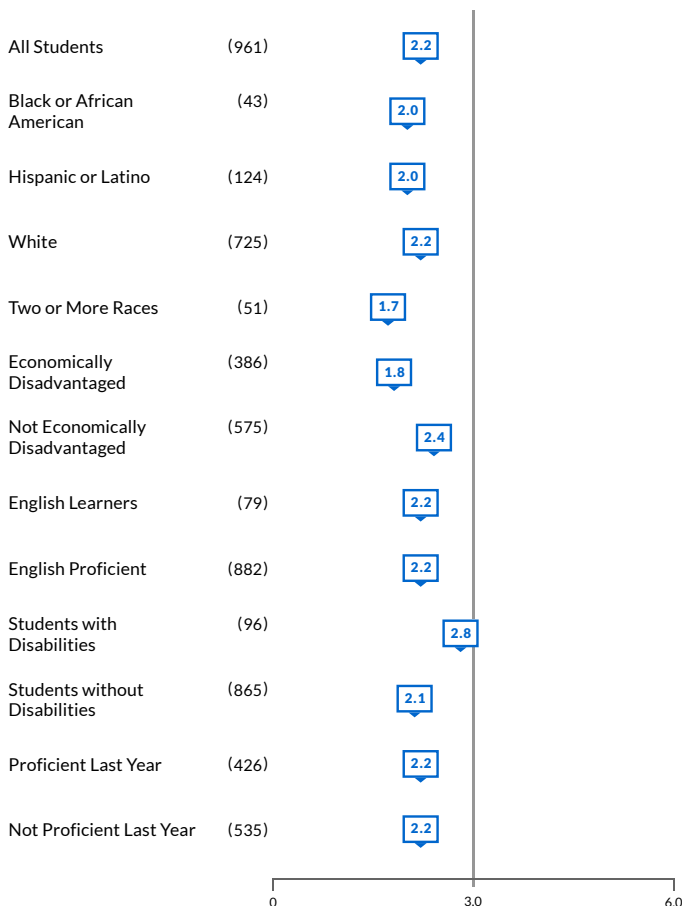 All Students (961) 2.2
Black or African (43) 2.0
American
Hispanic or Latino (124) 2.0
White (725) 2.2
Two or More Races (51) 1.7
Economically (386) 1.8
Disadvantaged
Not Economically (575) 2.4
Disadvantaged
English Learners (79) 2.2
English Proficient (882) 2.2
Students with (96) 2.8
Disabilities
Students without (865) 2.1
Disabilities
Proficient Last Year (426) 2.2
Not Proficient Last Year (535) 2.2
0 3.0 6.0